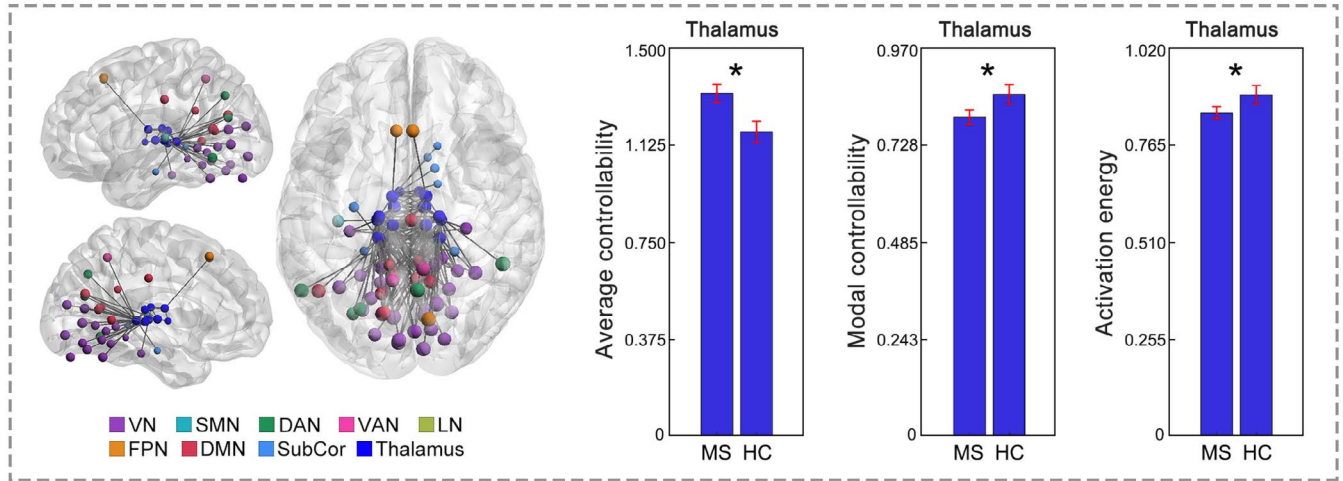 VN SMN DAN VAN LN
FPN DMN SubCor Thalamus
Thalamus
Average controllability
1.500
1.125
0.750
0.375
0
*
MS HC
Thalamus
Modal controllability
0.970
0.728
0.485
0.243
0
*
MS HC
Thalamus
Activation energy
1.020
0.765
0.510
0.255
0
*
MS HC